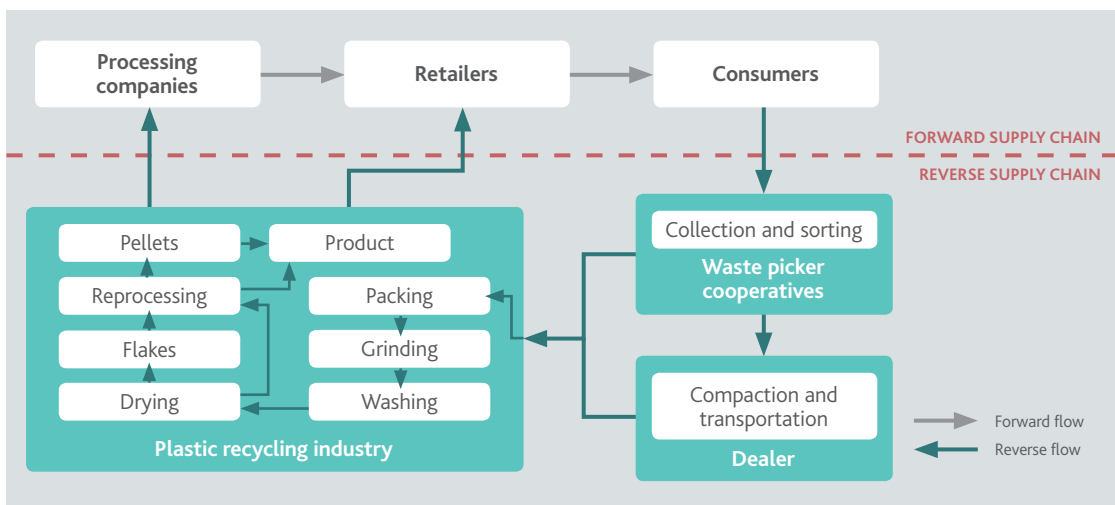 Processing
companies
Retailers
Consumers
FORWARD SUPPLY CHAIN
REVERSE SUPPLY CHAIN
Pellets
Product
Reprocessing
Packing
Flakes
Grinding
Drying
Washing
Plastic recycling industry
Collection and sorting
Waste picker
cooperatives
Compaction and
transportation
Dealer
Forward flow
Reverse flow